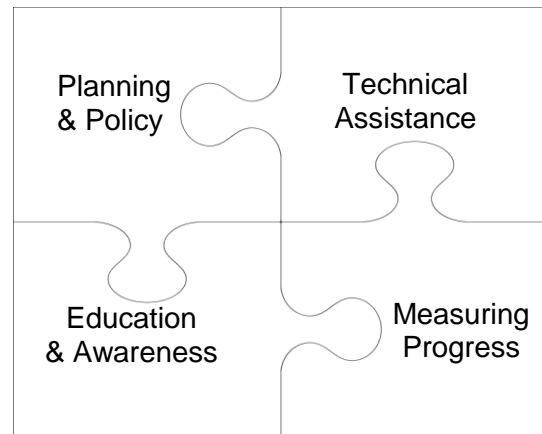 Planning
& Policy
Technical
Assistance
Education
& Awareness
Measuring
Progress